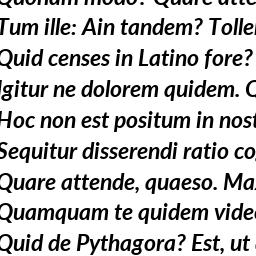 Quonam modo? Quare atte
Tum ille: Ain tandem? Tolle
Quid censes in Latino fore?
Igitur ne dolorem quidem.
Hoc non est positum in nost
Sequitur disserendi ratio co
Quare attende, quaeso. Ma
Quamquam te quidem vide
Quid de Pythagora? Est, ut